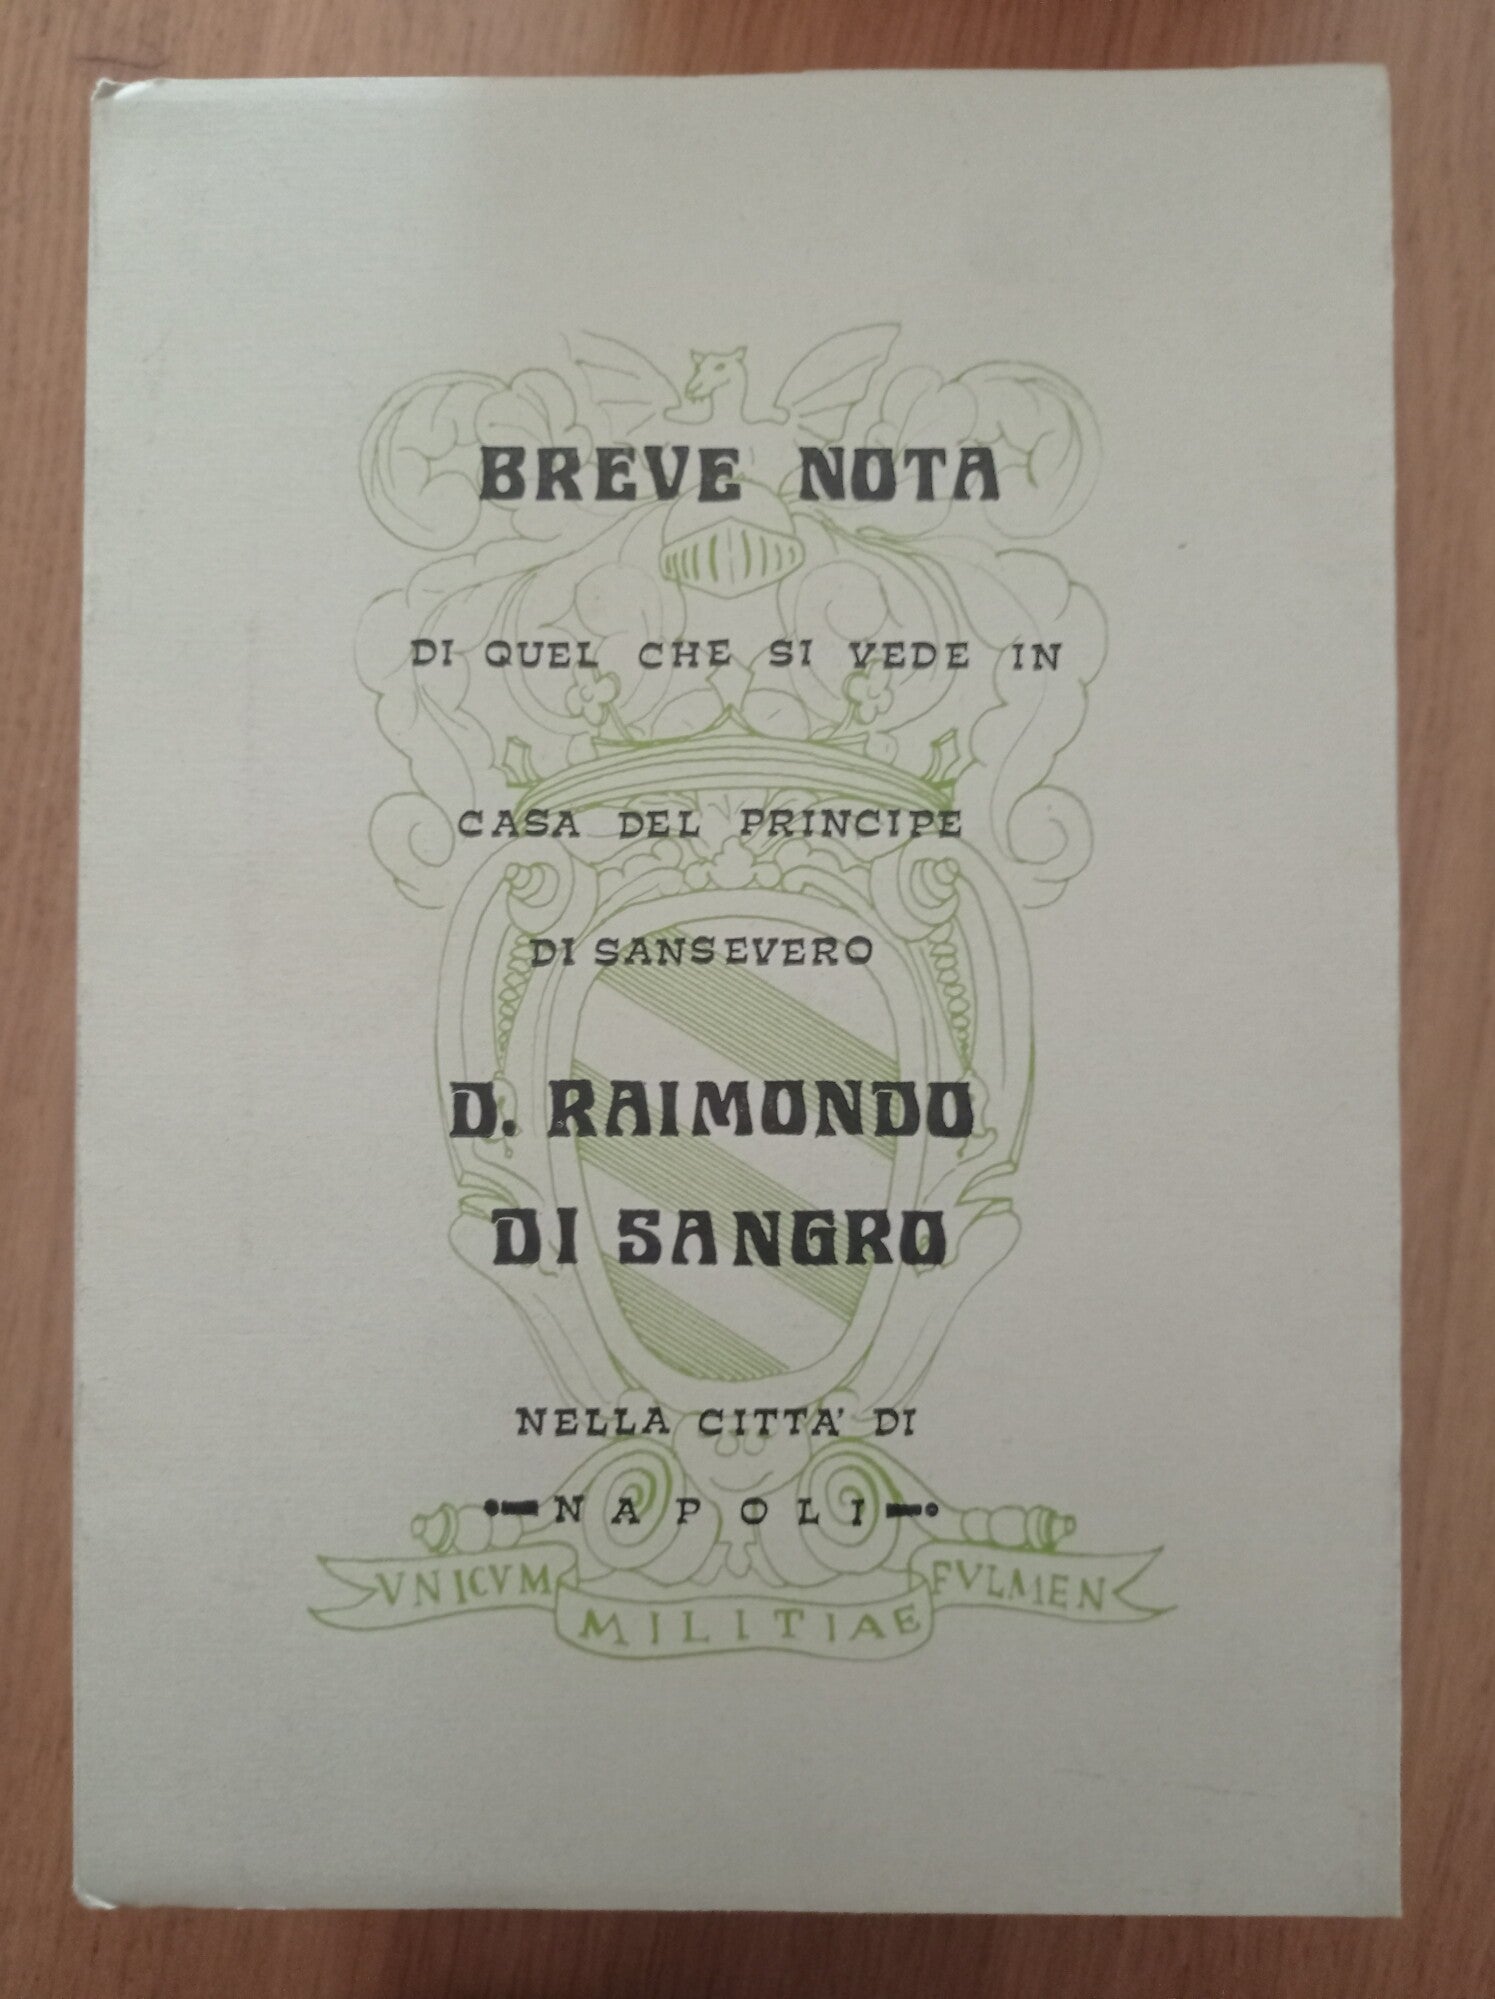 BREVE NOTA
DI QUEL CHE SI VEDE IN
CASA DEL PRINCIPE
DI SANSEVERO
D. RAIMONDO
DI SANGRO
NELLA CITTA' DI
NAPOLI
VNICVM MILITIAE FVLMEN